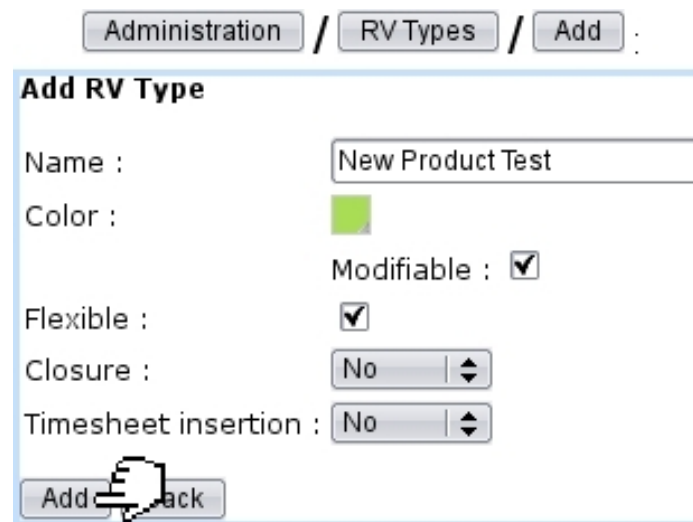 Administration / RV Types / Add :
Add RV Type
Name : New Product Test
Color :
Modifiable :
Flexible :
Closure : No
Timesheet insertion : No
Add